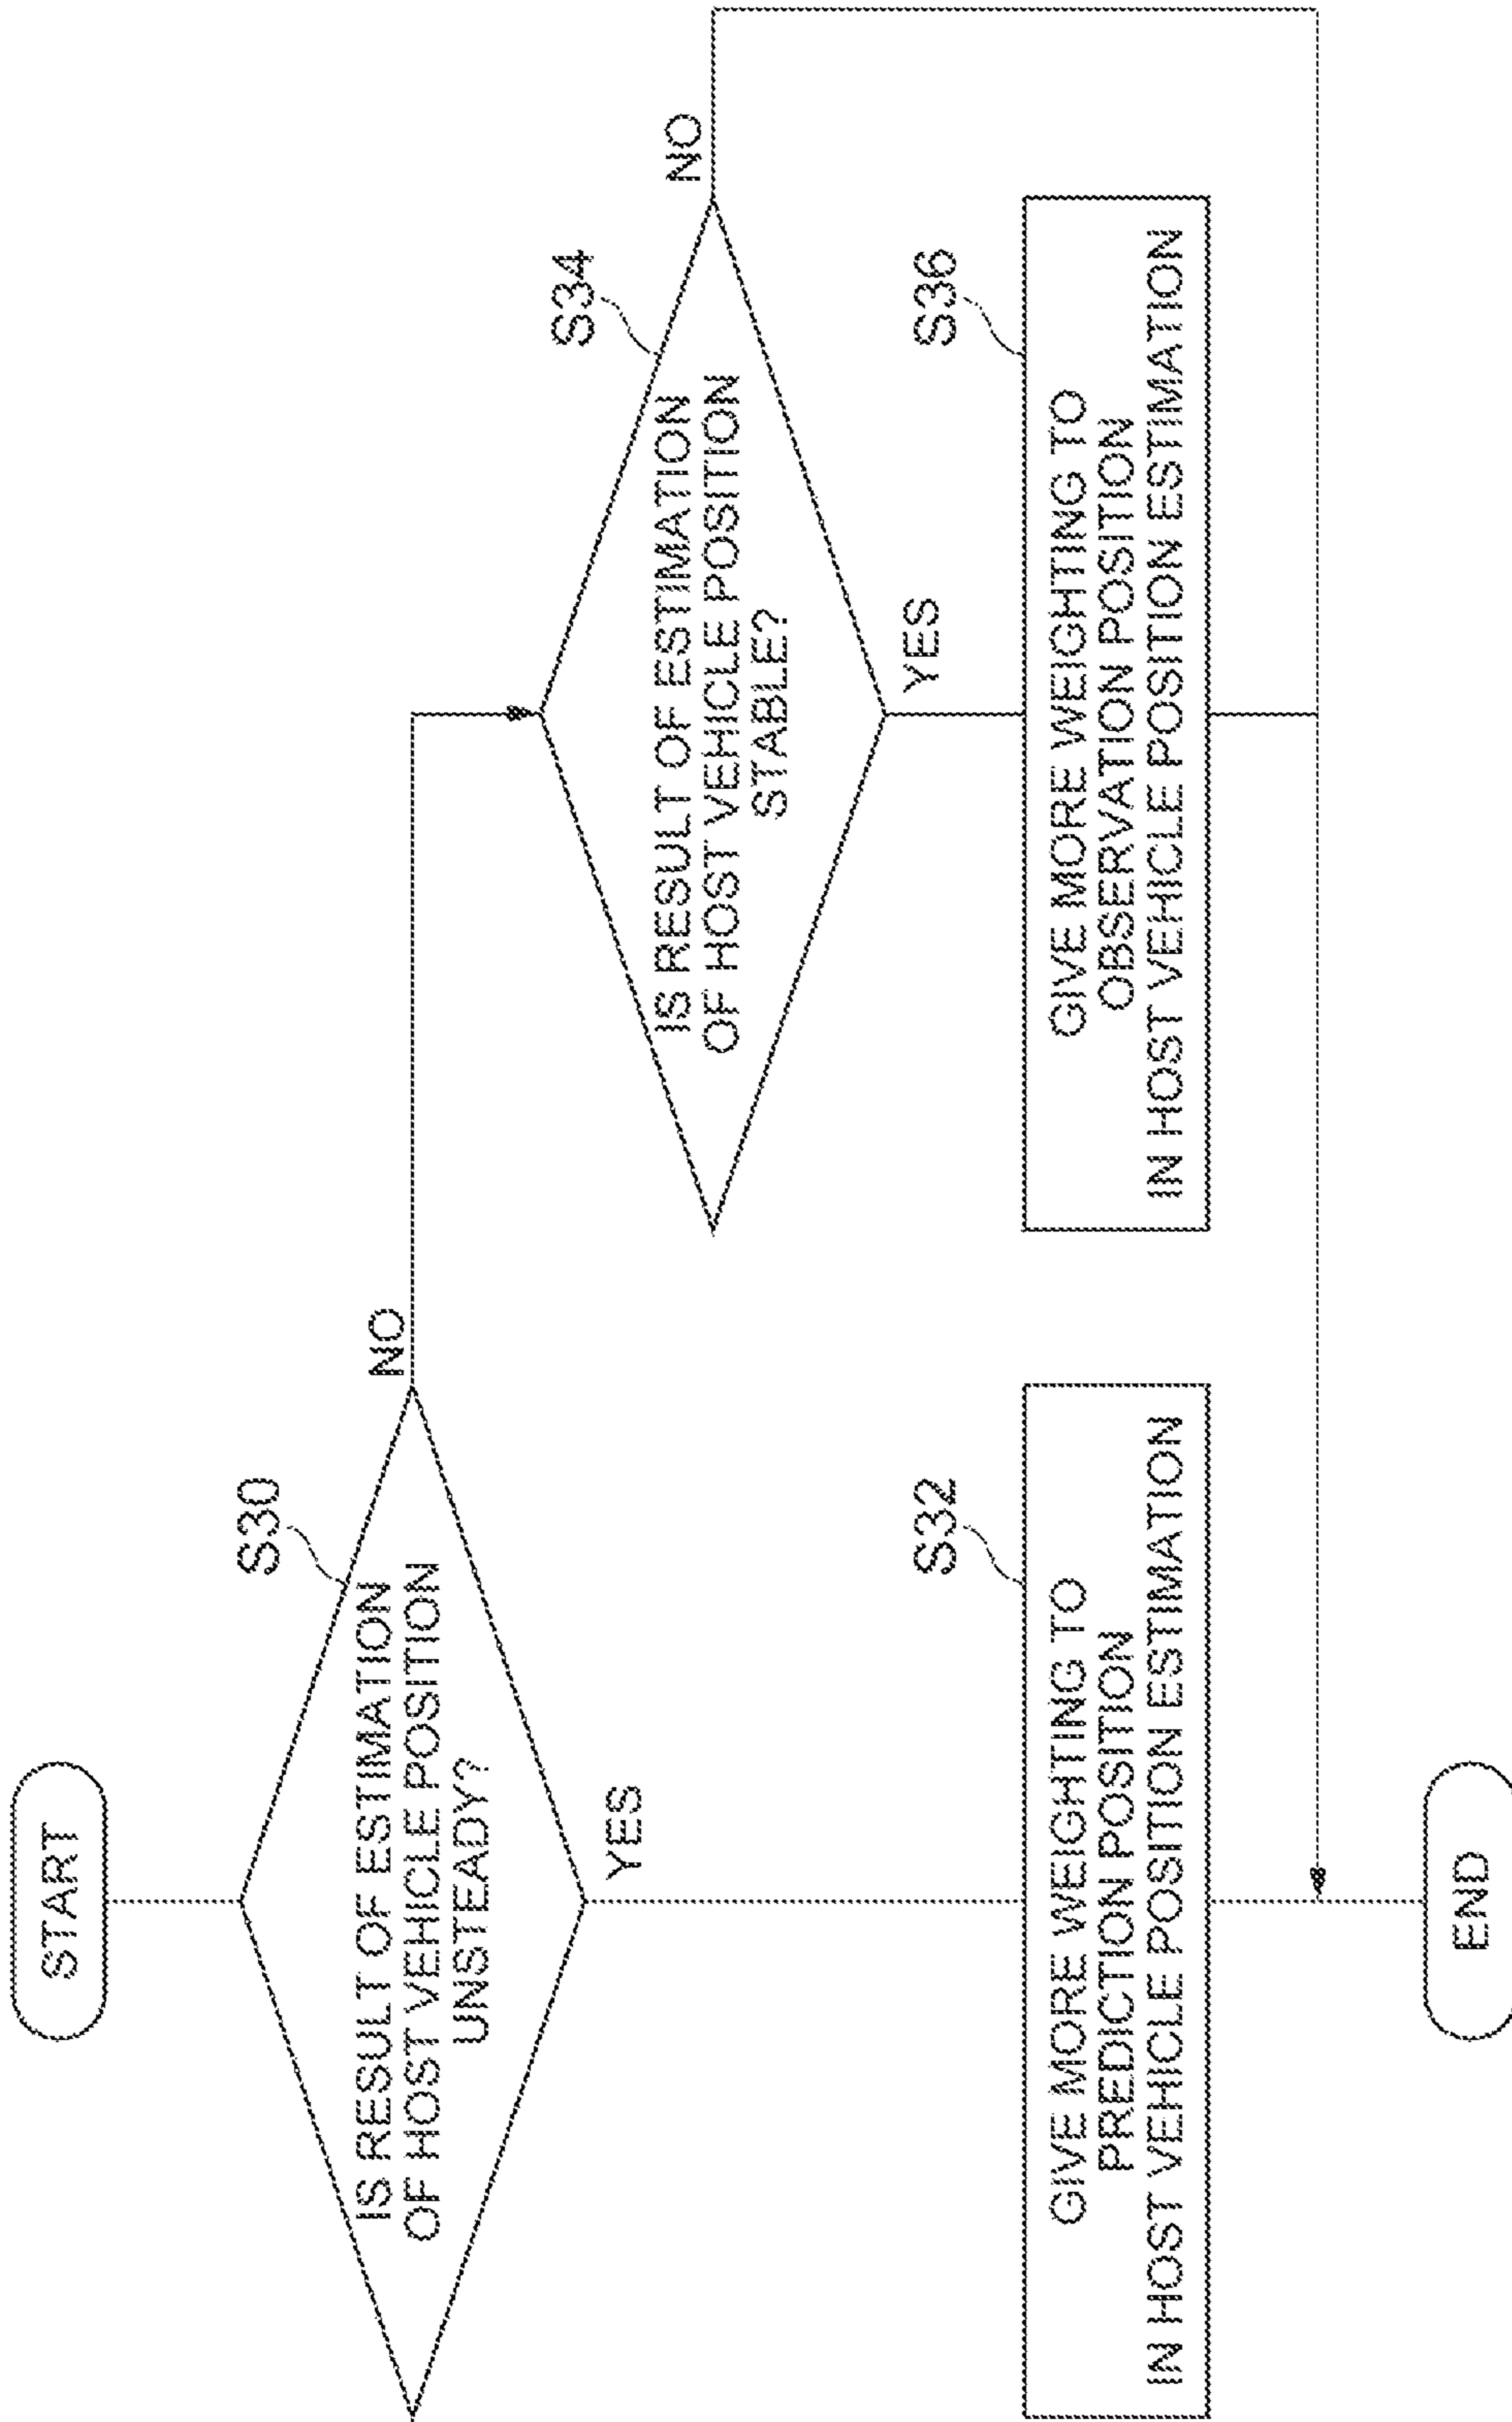 START
S30
IS RESULT OF ESTIMATION
OF HOST VEHICLE POSITION
UNSTEADY?
NO
YES
S34
IS RESULT OF ESTIMATION
OF HOST VEHICLE POSITION
STABLE?
NO
YES
S32
GIVE MORE WEIGHTING TO
PREDICTION POSITION
IN HOST VEHICLE POSITION ESTIMATION
S36
GIVE MORE WEIGHTING TO
OBSERVATION POSITION
IN HOST VEHICLE POSITION ESTIMATION
END